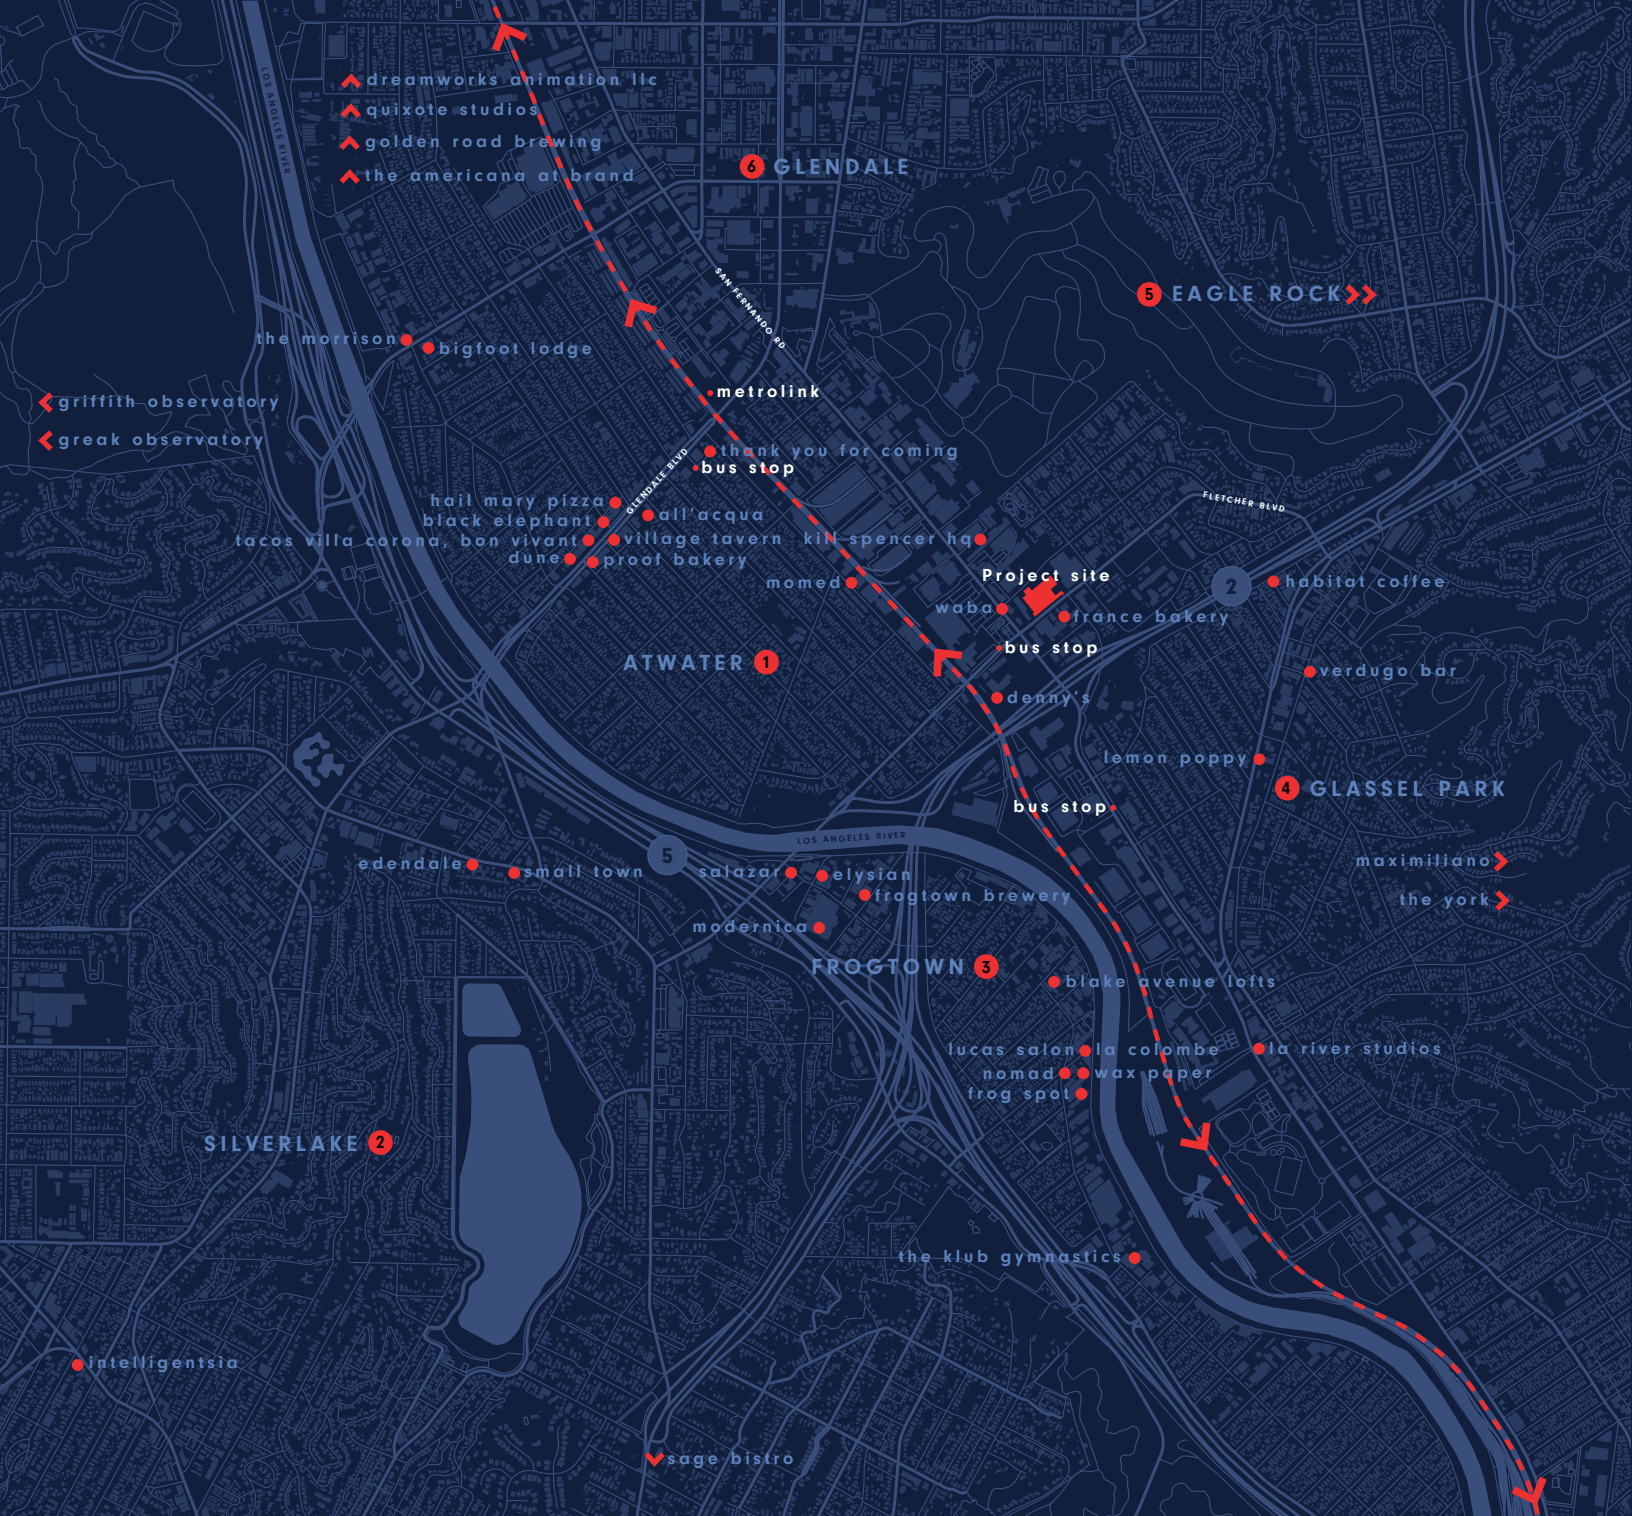 LOS ANGELES RIVER
dreamworks animation llc
quixote studios
golden road brewing
the americana at brand
6 GLENDALE
SAN FERNANDO RD
5 EAGLE ROCK
the morrison
bigfoot lodge
metrolink
griffith observatory
greak observatory
thank you for coming
bus stop
GLENDALE BLVD
hail mary pizza
black elephant
all'acqua
tacos villa corona, bon vivant
village tavern
kill spencer hq
dune
proof bakery
momed
FLETCHER BLVD
Project site
2
habitat coffee
waba
france bakery
bus stop
ATWATER 1
verdugo bar
denny's
lemon poppy
4 GLASSEL PARK
bus stop
LOS ANGELES RIVER
5
edendale
small town
salazar
elysian
frogtown brewery
maximiliano
the york
modernica
FROGTOWN 3
blake avenue lofts
lucas salon
la colombe
la river studios
nomad
wax paper
frog spot
SILVERLAKE 2
the klub gymnastics
intelligentsia
sage bistro